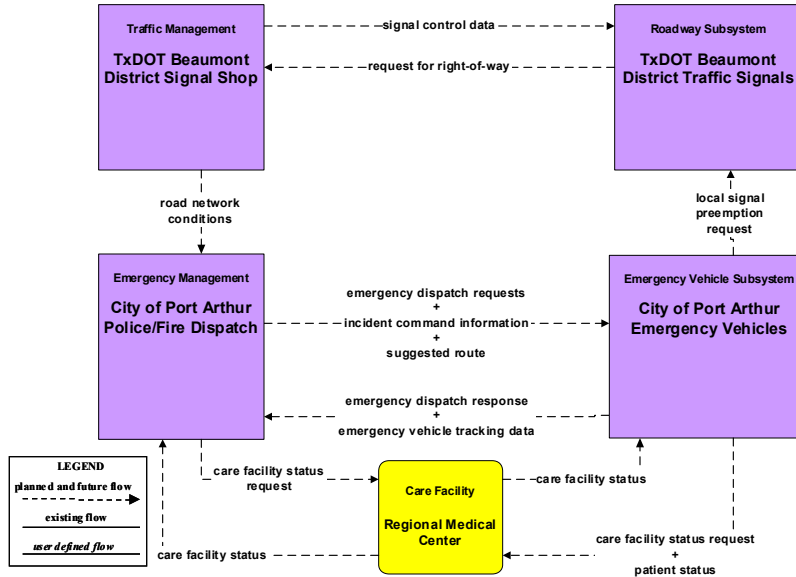 Traffic Management
TxDOT Beaumont
District Signal Shop
signal control data
request for right-of-way
Roadway Subsystem
TxDOT Beaumont
District Traffic Signals
road network
conditions
local signal
preemption
request
Emergency Management
City of Port Arthur
Police/Fire Dispatch
emergency dispatch requests
+
incident command information
+
suggested route
Emergency Vehicle Subsystem
City of Port Arthur
Emergency Vehicles
emergency dispatch response
+
emergency vehicle tracking data
LEGEND
planned and future flow
existing flow
user defined flow
care facility status
request
care facility status
Care Facility
Regional Medical
Center
care facility status
care facility status request
+
patient status